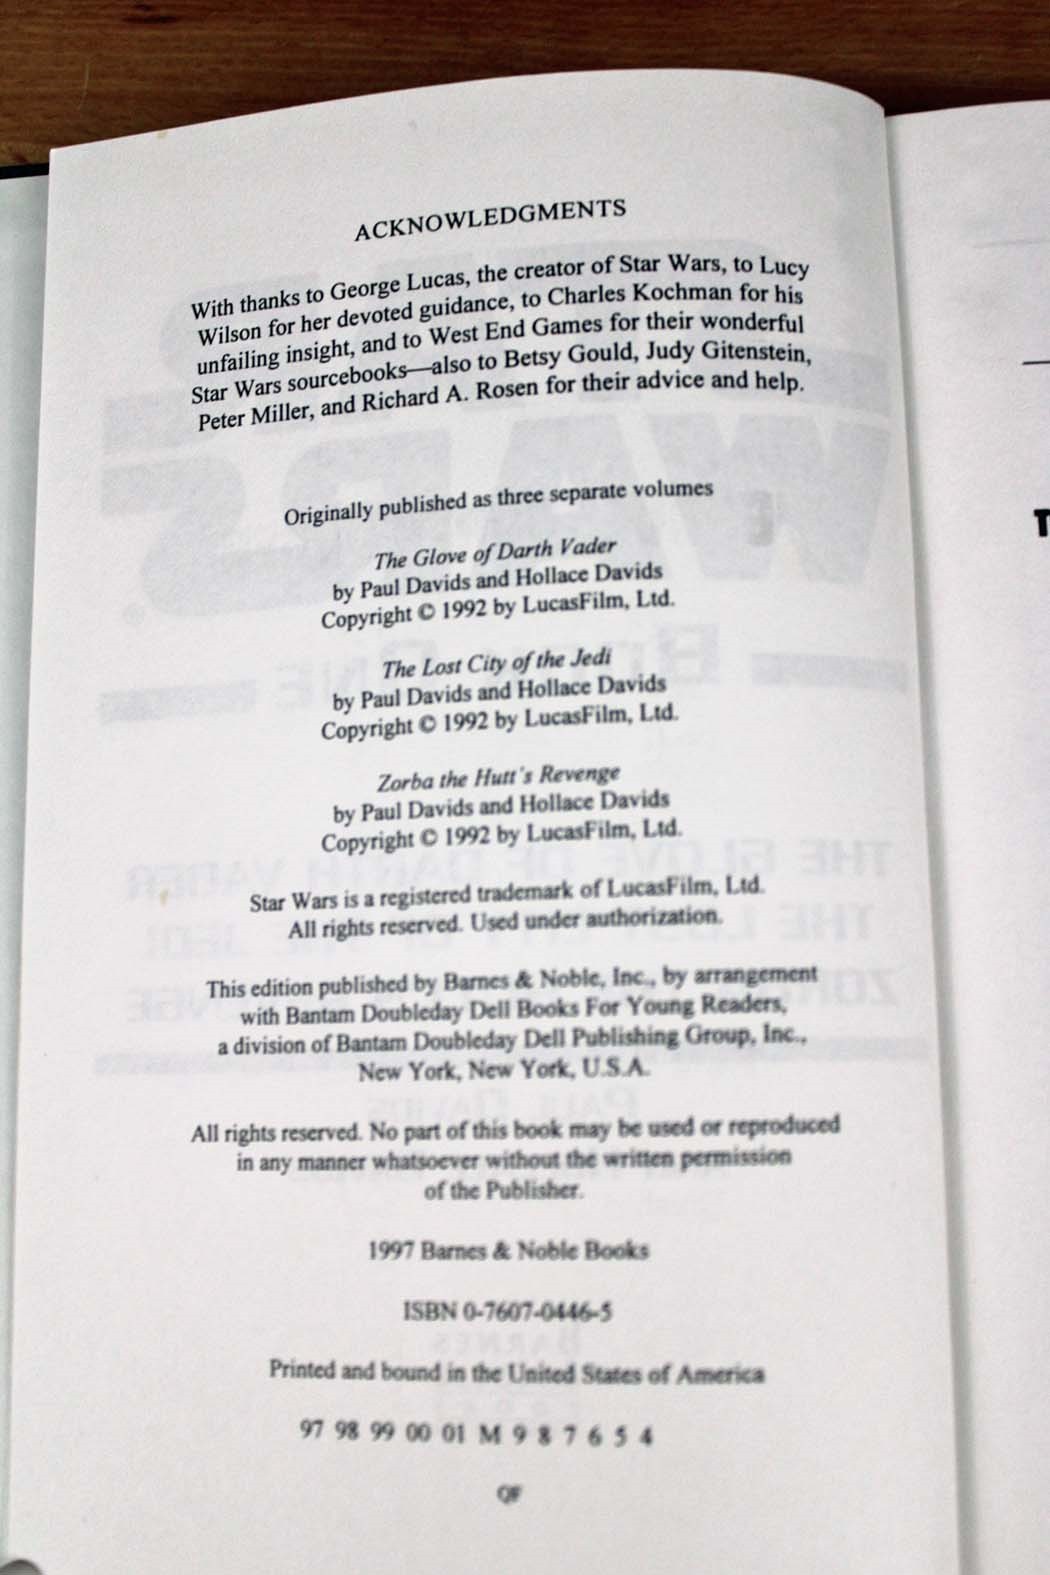 ACKNOWLEDGMENTS
With thanks to George Lucas, the creator of Star Wars, to Lucy
Wilson for her devoted guidance, to Charles Kochman for his
unfailing insight, and to West End Games for their wonderful
Star Wars sourcebooks—also to Betsy Gould, Judy Gitenstein,
Peter Miller, and Richard A. Rosen for their advice and help.
Originally published as three separate volumes
The Glove of Darth Vader
by Paul Davids and Hollace Davids
Copyright © 1992 by LucasFilm, Ltd.
The Lost City of the Jedi
by Paul Davids and Hollace Davids
Copyright © 1992 by LucasFilm, Ltd.
Zorba the Hutt's Revenge
by Paul Davids and Hollace Davids
Copyright © 1992 by LucasFilm, Ltd.
Star Wars is a registered trademark of LucasFilm, Ltd.
All rights reserved. Used under authorization.
This edition published by Barnes & Noble, Inc., by arrangement
with Bantam Doubleday Dell Books For Young Readers,
a division of Bantam Doubleday Dell Publishing Group, Inc.,
New York, New York, U.S.A.
All rights reserved. No part of this book may be used or reproduced
in any manner whatsoever without the written permission
of the Publisher.
1997 Barnes & Noble Books
ISBN 0-7607-0446-5
Printed and bound in the United States of America
97 98 99 00 01 M 9 8 7 6 5 4
QF
T